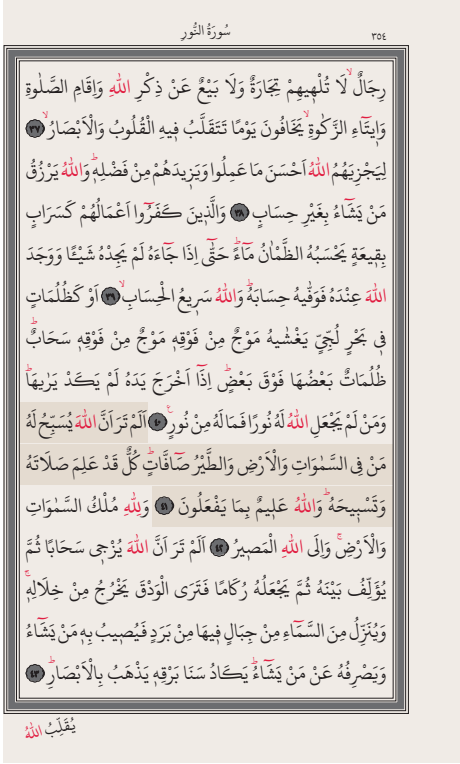 سُورَةُ النُّورِ
٣٥٤
رِجَالٌ لَا تُلْهٖيهِمْ تِجَارَةٌ وَلَا بَيْعٌ عَنْ ذِكْرِ اللّٰهِ وَاِقَامِ الصَّلٰوةِ
وَاٖيتَٓاءِ الزَّكٰوةِۙ يَخَافُونَ يَوْمًا تَتَقَلَّبُ فٖيهِ الْقُلُوبُ وَالْاَبْصَارُۙ ٣٧
لِيَجْزِيَهُمُ اللّٰهُ اَحْسَنَ مَا عَمِلُوا وَيَزٖيدَهُمْ مِنْ فَضْلِهٖؕ وَاللّٰهُ يَرْزُقُ
مَنْ يَشَٓاءُ بِغَيْرِ حِسَابٍ ٣٨ وَالَّذٖينَ كَفَرُٓوا اَعْمَالُهُمْ كَسَرَابٍ
بِقٖيعَةٍ يَحْسَبُهُ الظَّمْاٰنُ مَٓاءًؕ حَتّٰٓى اِذَا جَٓاءَهُ لَمْ يَجِدْهُ شَيْئًا وَوَجَدَ
اللّٰهَ عِنْدَهُ فَوَفّٰيهُ حِسَابَهُؕ وَاللّٰهُ سَرٖيعُ الْحِسَابِۙ ٣٩ اَوْ كَظُلُمَاتٍ
فٖي بَحْرٍ لُجِّيٍّ يَغْشٰيهُ مَوْجٌ مِنْ فَوْقِهٖ مَوْجٌ مِنْ فَوْقِهٖ سَحَابٌؕ
ظُلُمَاتٌ بَعْضُهَا فَوْقَ بَعْضٍؕ اِذَٓا اَخْرَجَ يَدَهُ لَمْ يَكَدْ يَرٰيهَاؕ
وَمَنْ لَمْ يَجْعَلِ اللّٰهُ لَهُ نُورًا فَمَا لَهُ مِنْ نُورٍؑ ٤٠ اَلَمْ تَرَ اَنَّ اللّٰهَ يُسَبِّحُ لَهُ
مَنْ فِي السَّمٰوَاتِ وَالْاَرْضِ وَالطَّيْرُ صَٓافَّاتٍؕ كُلٌّ قَدْ عَلِمَ صَلَاتَهُ
وَتَسْبٖيحَهُؕ وَاللّٰهُ عَلٖيمٌ بِمَا يَفْعَلُونَ ٤١ وَلِلّٰهِ مُلْكُ السَّمٰوَاتِ
وَالْاَرْضِۚ وَاِلَى اللّٰهِ الْمَصٖيرُ ٤٢ اَلَمْ تَرَ اَنَّ اللّٰهَ يُزْجٖي سَحَابًا ثُمَّ
يُؤَلِّفُ بَيْنَهُ ثُمَّ يَجْعَلُهُ رُكَامًا فَتَرَى الْوَدْقَ يَخْرُجُ مِنْ خِلَالِهٖۚ
وَيُنَزِّلُ مِنَ السَّمَٓاءِ مِنْ جِبَالٍ فٖيهَا مِنْ بَرَدٍ فَيُصٖيبُ بِهٖ مَنْ يَشَٓاءُ
وَيَصْرِفُهُ عَنْ مَنْ يَشَٓاءُؕ يَكَادُ سَنَا بَرْقِهٖ يَذْهَبُ بِالْاَبْصَارِؕ ٤٣
يُقَلِّبُ اللّٰهُ